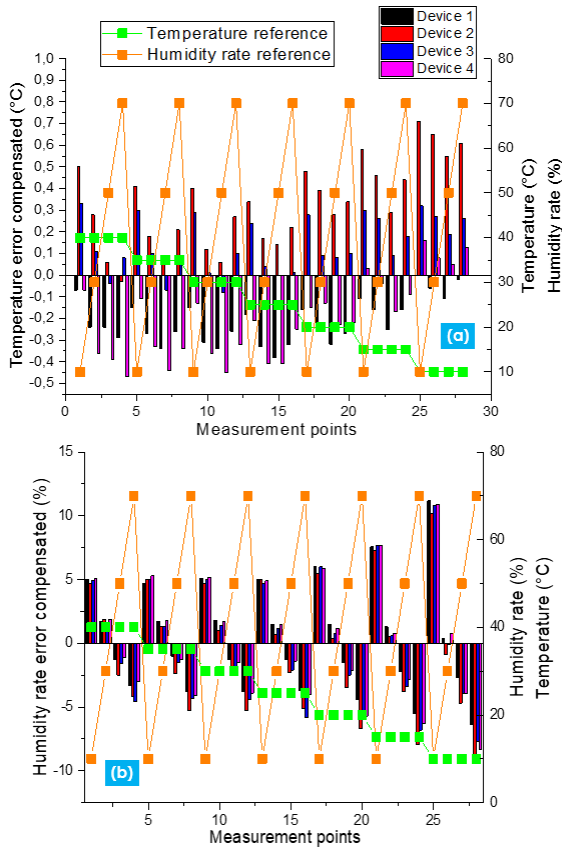 Temperature reference
Humidity rate reference
Device 1
Device 2
Device 3
Device 4
Temperature error compensated (°C)
1,0
0,9
0,8
0,7
0,6
0,5
0,4
0,3
0,2
0,1
0,0
-0,1
-0,2
-0,3
-0,4
-0,5
80
70
60
50
40
30
20
10
Temperature (°C)
Humidity rate (%)
(a)
0 5 10 15 20 25 30
Measurement points
Humidity rate error compensated (%)
15
10
5
0
-5
-10
80
60
40
20
0
Humidity rate (%)
Temperature (°C)
(b)
5 10 15 20 25
Measurement points